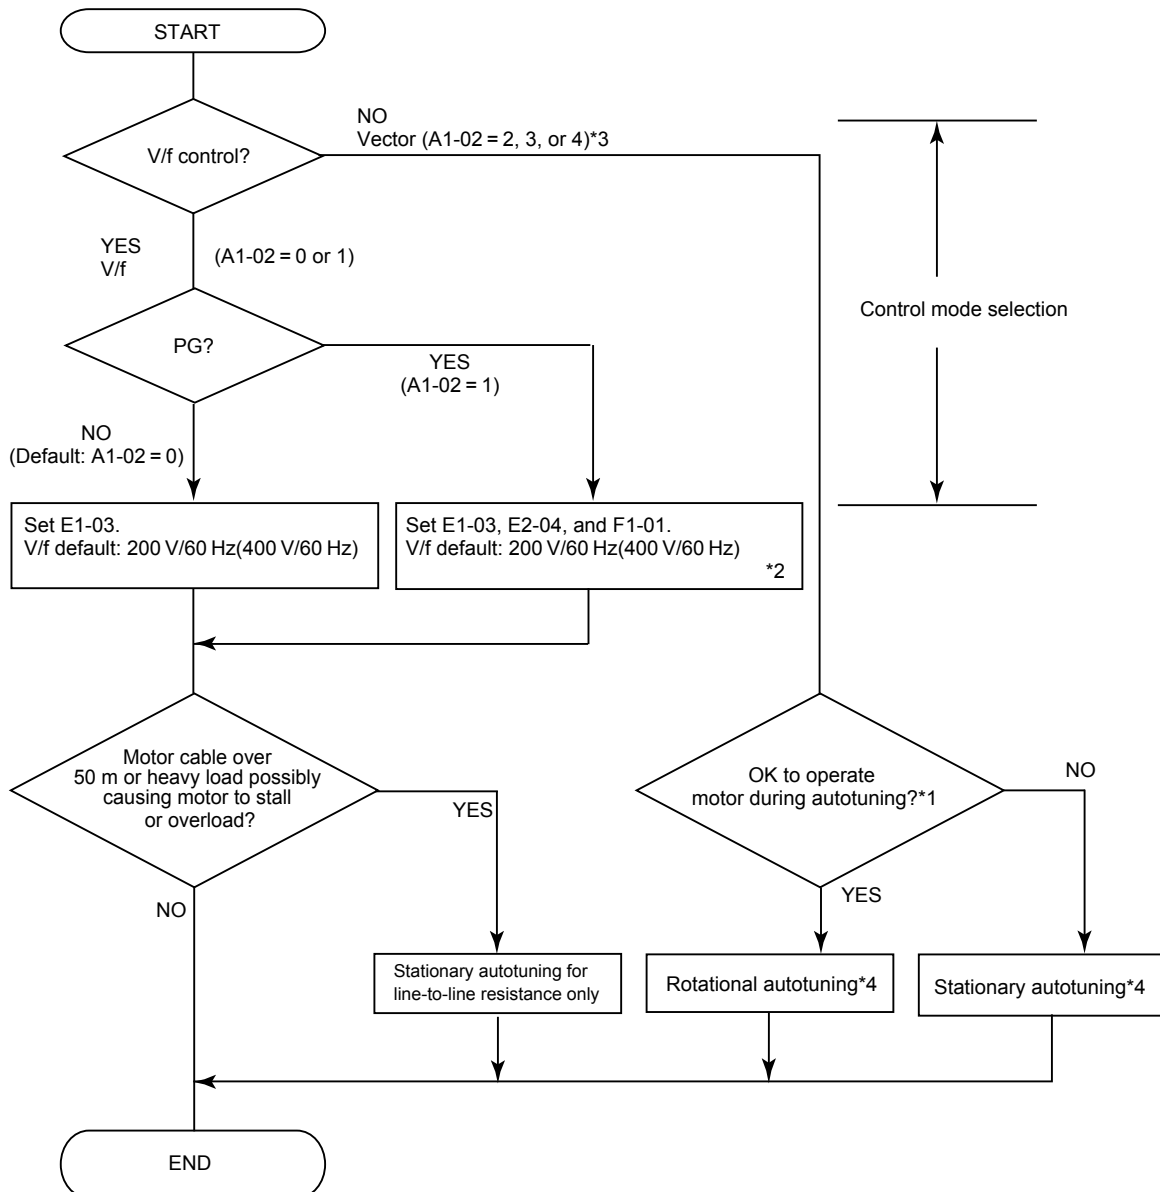 START
NO
Vector (A1-02 = 2, 3, or 4)*3
V/f control?
YES
V/f
(A1-02 = 0 or 1)
Control mode selection
PG?
YES
(A1-02 = 1)
NO
(Default: A1-02 = 0)
Set E1-03.
V/f default: 200 V/60 Hz(400 V/60 Hz)
Set E1-03, E2-04, and F1-01.
V/f default: 200 V/60 Hz(400 V/60 Hz)
*2
Motor cable over
50 m or heavy load possibly
causing motor to stall
or overload?
YES
OK to operate
motor during autotuning?*1
NO
NO
YES
Stationary autotuning for
line-to-line resistance only
Rotational autotuning*4
Stationary autotuning*4
END